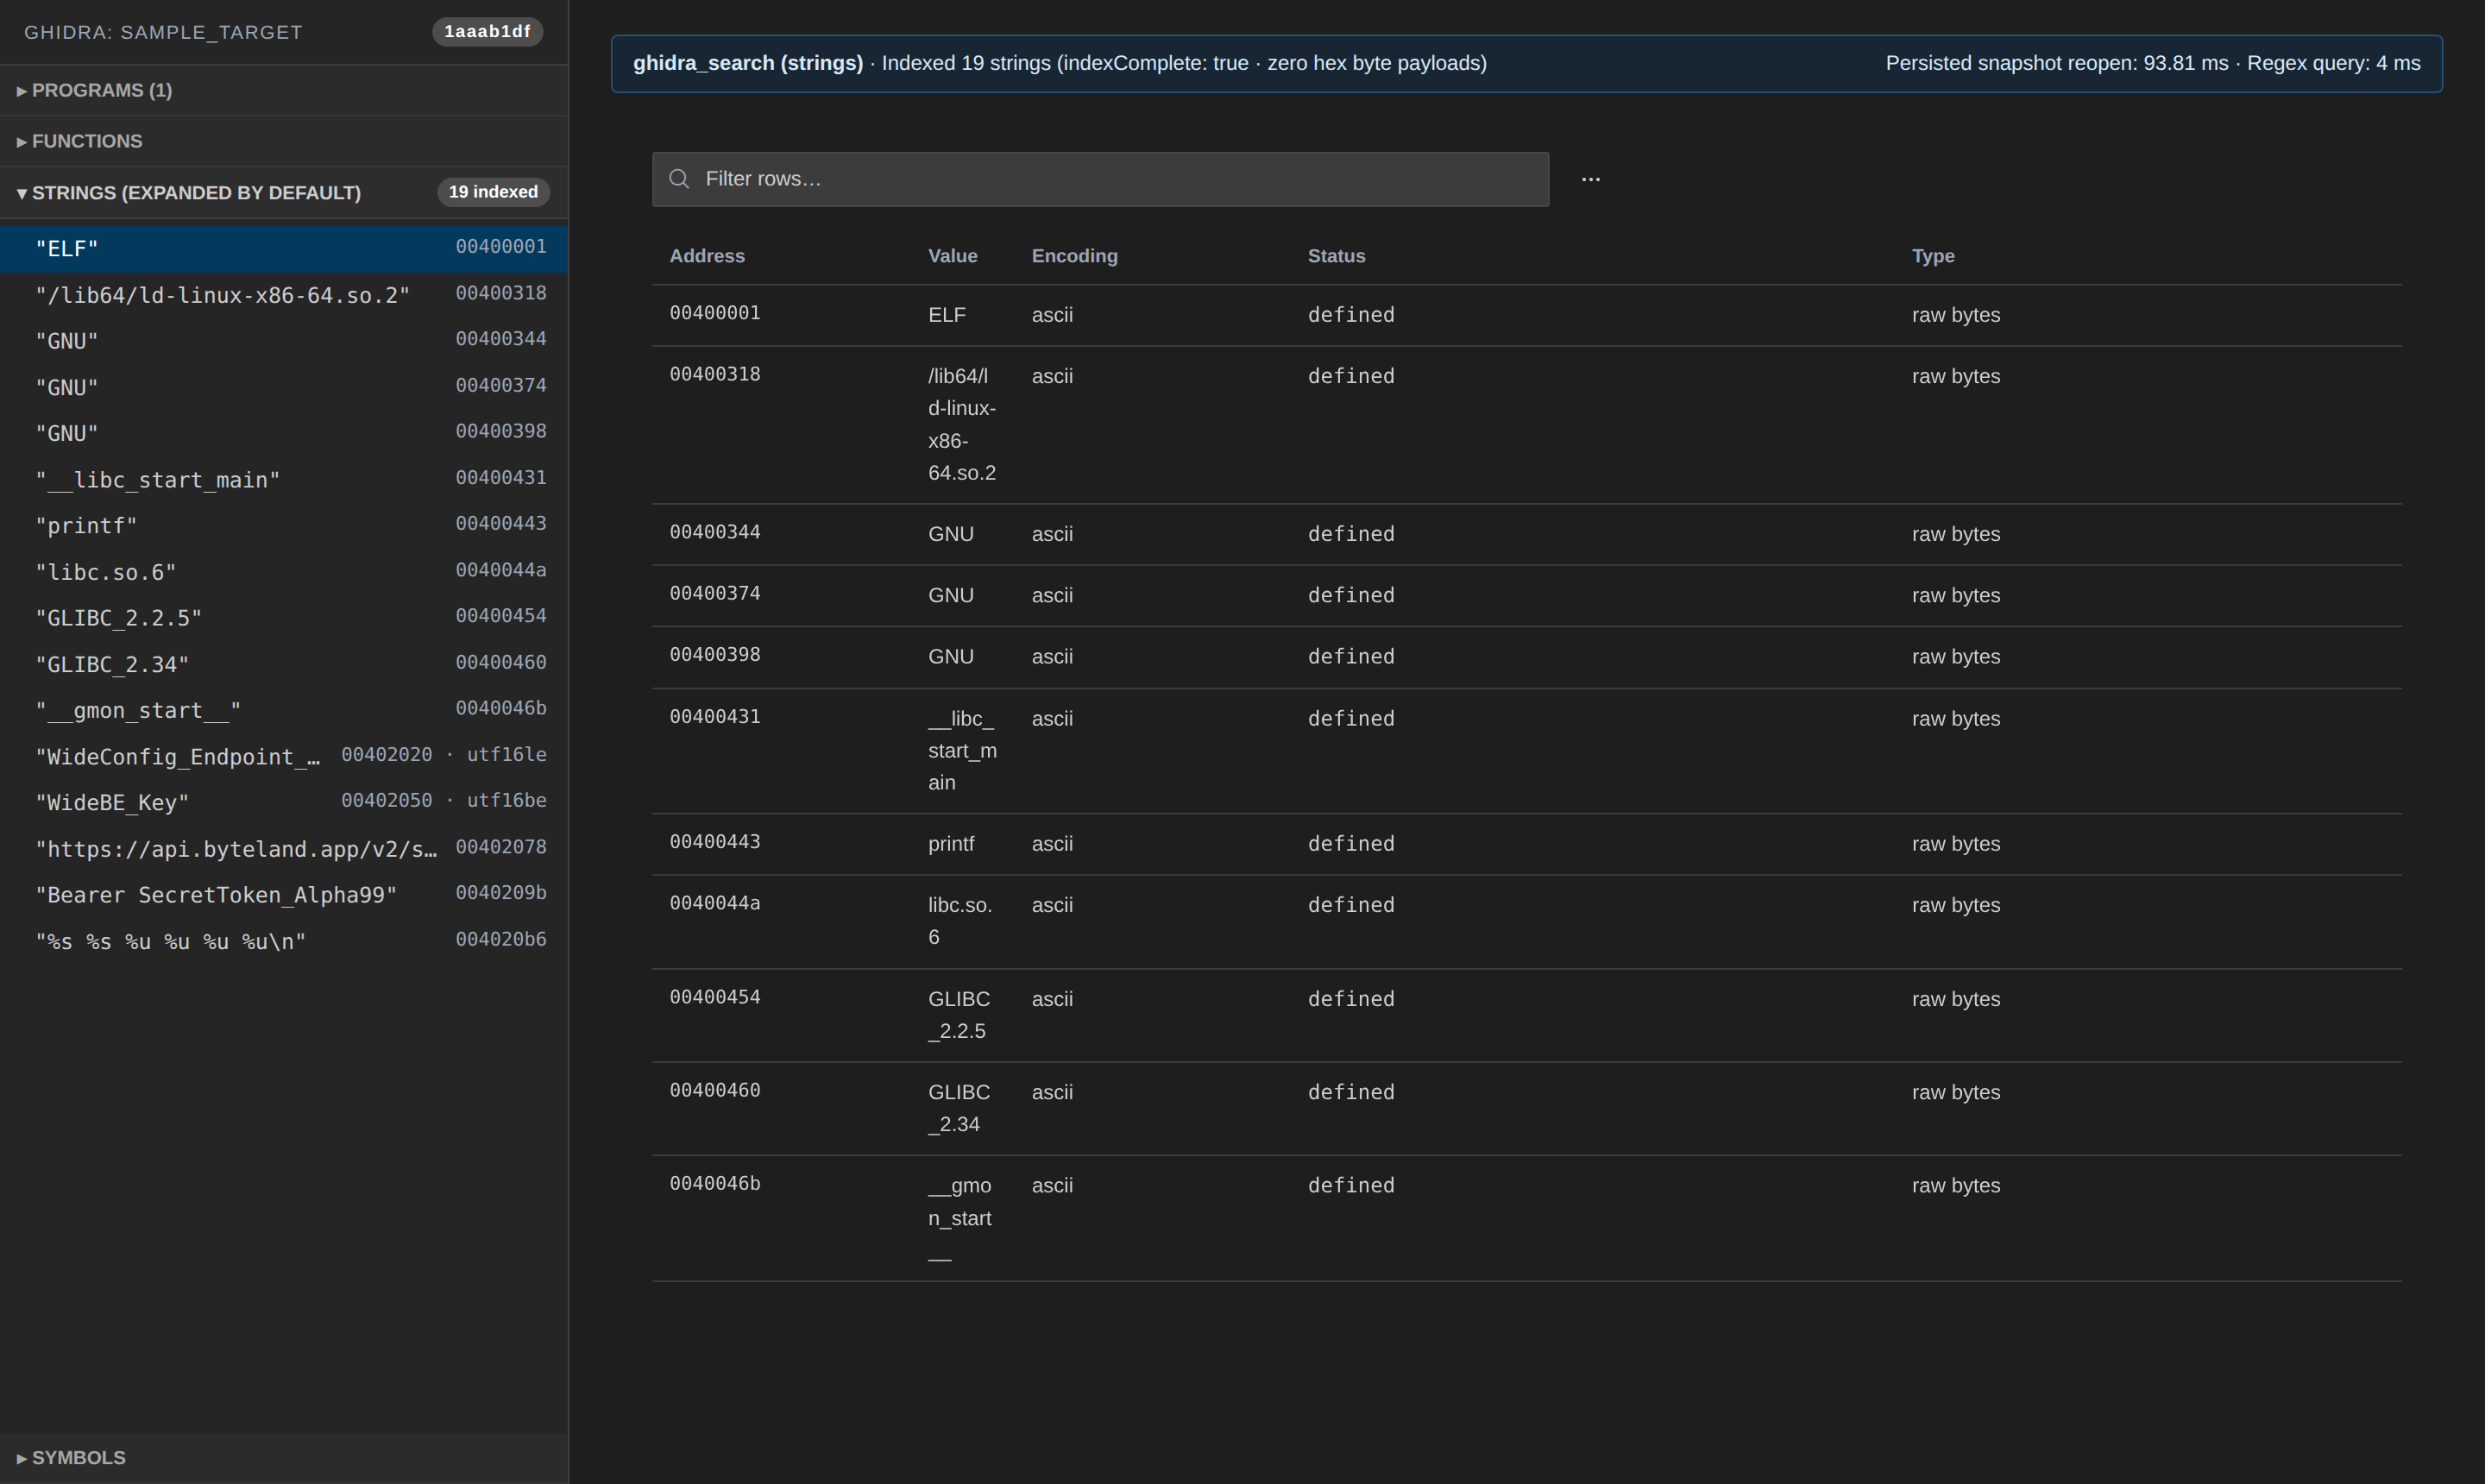 GHIDRA: SAMPLE_TARGET 1aaab1df
▸ PROGRAMS (1)
▸ FUNCTIONS
▾ STRINGS (EXPANDED BY DEFAULT) 19 indexed
"ELF" 00400001
"/lib64/ld-linux-x86-64.so.2" 00400318
"GNU" 00400344
"GNU" 00400374
"GNU" 00400398
"__libc_start_main" 00400431
"printf" 00400443
"libc.so.6" 0040044a
"GLIBC_2.2.5" 00400454
"GLIBC_2.34" 00400460
"__gmon_start__" 0040046b
"WideConfig_Endpoint_… 00402020 · utf16le
"WideBE_Key" 00402050 · utf16be
"https://api.byteland.app/v2/s… 00402078
"Bearer SecretToken_Alpha99" 0040209b
"%s %s %u %u %u %u\n" 004020b6
▸ SYMBOLS
ghidra_search (strings) · Indexed 19 strings (indexComplete: true · zero hex byte payloads) Persisted snapshot reopen: 93.81 ms · Regex query: 4 ms
Filter rows… ···
Address Value Encoding Status Type
00400001 ELF ascii defined raw bytes
00400318 /lib64/l ascii defined raw bytes
d-linux-
x86-
64.so.2
00400344 GNU ascii defined raw bytes
00400374 GNU ascii defined raw bytes
00400398 GNU ascii defined raw bytes
00400431 __libc_ ascii defined raw bytes
start_m
ain
00400443 printf ascii defined raw bytes
0040044a libc.so. ascii defined raw bytes
6
00400454 GLIBC ascii defined raw bytes
_2.2.5
00400460 GLIBC ascii defined raw bytes
_2.34
0040046b __gmo ascii defined raw bytes
n_start
__